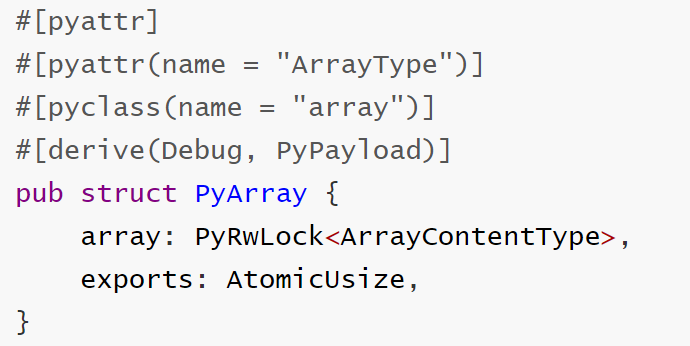 #[pyattr]
#[pyattr(name = "ArrayType")]
#[pyclass(name = "array")]
#[derive(Debug, PyPayload)]
pub struct PyArray {
    array: PyRwLock<ArrayContentType>,
    exports: AtomicUsize,
}